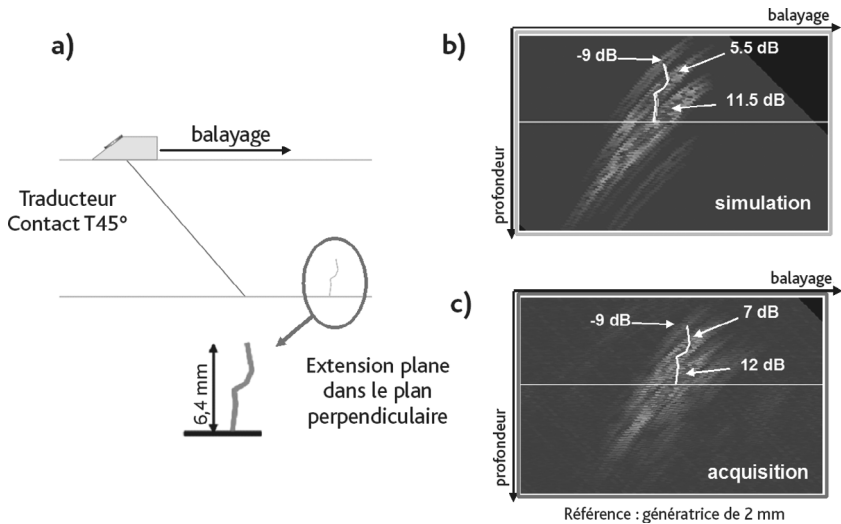 a)
balayage
Traducteur
Contact T45°
6,4 mm
Extension plane
dans le plan
perpendiculaire
b)
balayage
profondeur
-9 dB
5.5 dB
11.5 dB
simulation
c)
balayage
profondeur
-9 dB
7 dB
12 dB
acquisition
Référence : génératrice de 2 mm